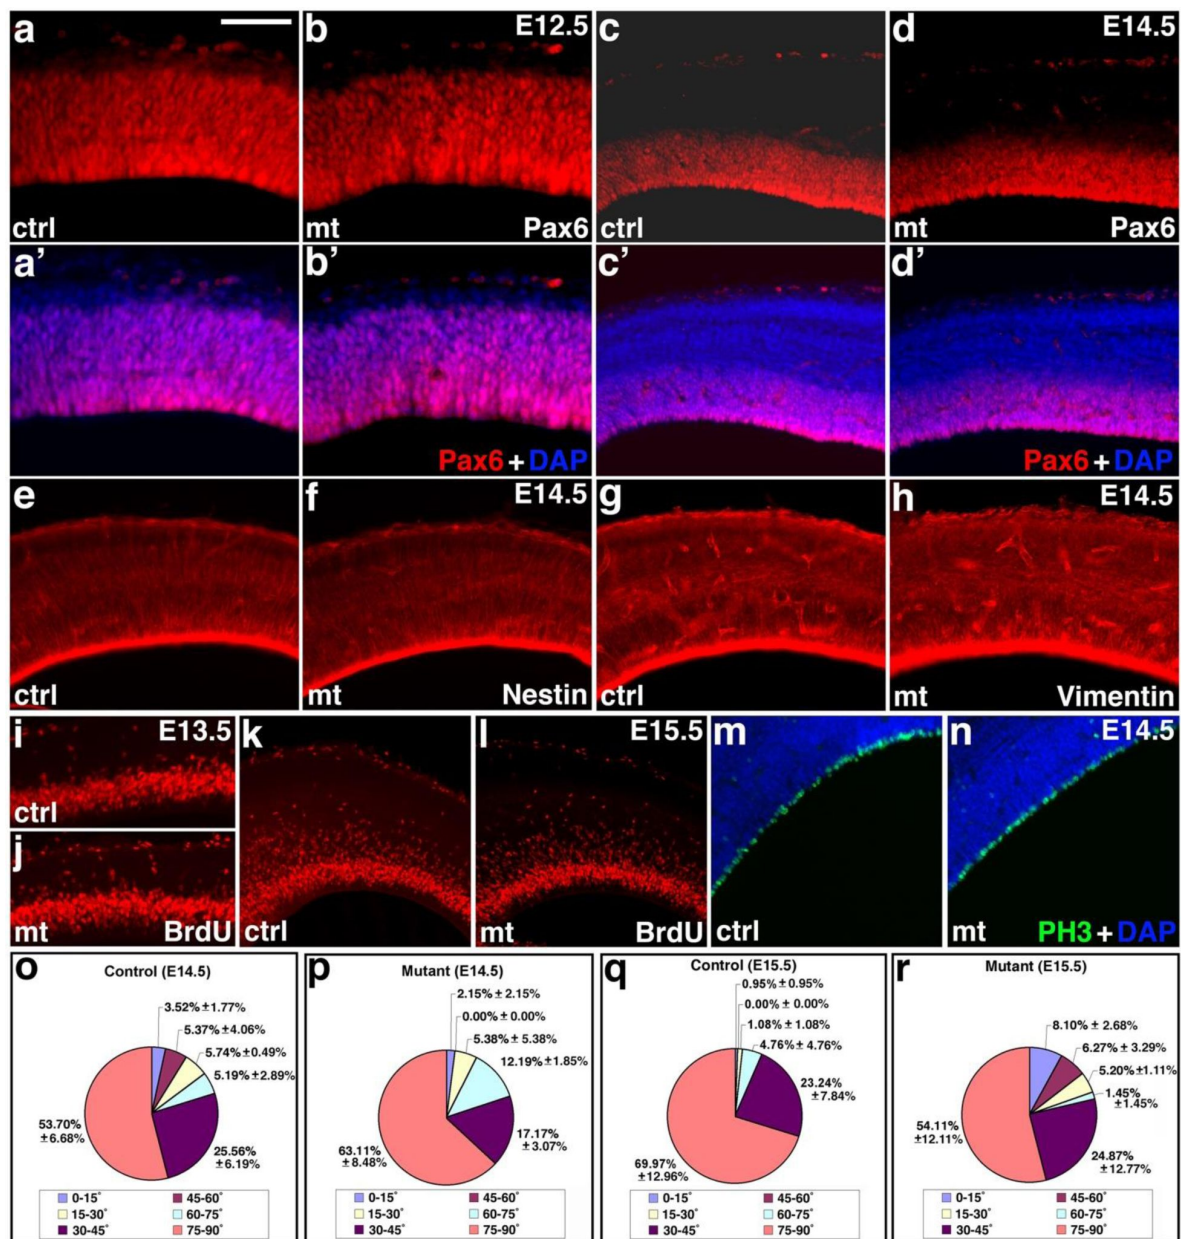 a
b
E12.5
c
d
E14.5
ctrl
mt
Pax6
ctrl
mt
Pax6
a’
b’
c’
d’
Pax6 + DAP
Pax6 + DAP
e
f
E14.5
g
h
E14.5
ctrl
mt
Nestin
ctrl
mt
Vimentin
i
E13.5
k
l
E15.5
m
n
E14.5
ctrl
j
mt
BrdU
ctrl
mt
BrdU
ctrl
mt
PH3 + DAP
o
Control (E14.5)
3.52% ±1.77%
5.37% ±4.06%
5.74% ±0.49%
5.19% ±2.89%
53.70%
±6.68%
25.56%
±6.19%
0-15°
45-60°
15-30°
60-75°
30-45°
75-90°
p
Mutant (E14.5)
2.15% ± 2.15%
0.00% ± 0.00%
5.38% ± 5.38%
12.19% ±1.85%
17.17%
± 3.07%
63.11%
± 8.48%
0-15°
45-60°
15-30°
60-75°
30-45°
75-90°
q
Control (E15.5)
0.95% ± 0.95%
0.00% ± 0.00%
1.08% ± 1.08%
4.76% ± 4.76%
23.24%
±7.84%
69.97%
±12.96%
0-15°
45-60°
15-30°
60-75°
30-45°
75-90°
r
Mutant (E15.5)
8.10% ± 2.68%
6.27% ± 3.29%
5.20% ±1.11%
1.45%
±1.45%
54.11%
±12.11%
24.87%
±12.77%
0-15°
45-60°
15-30°
60-75°
30-45°
75-90°